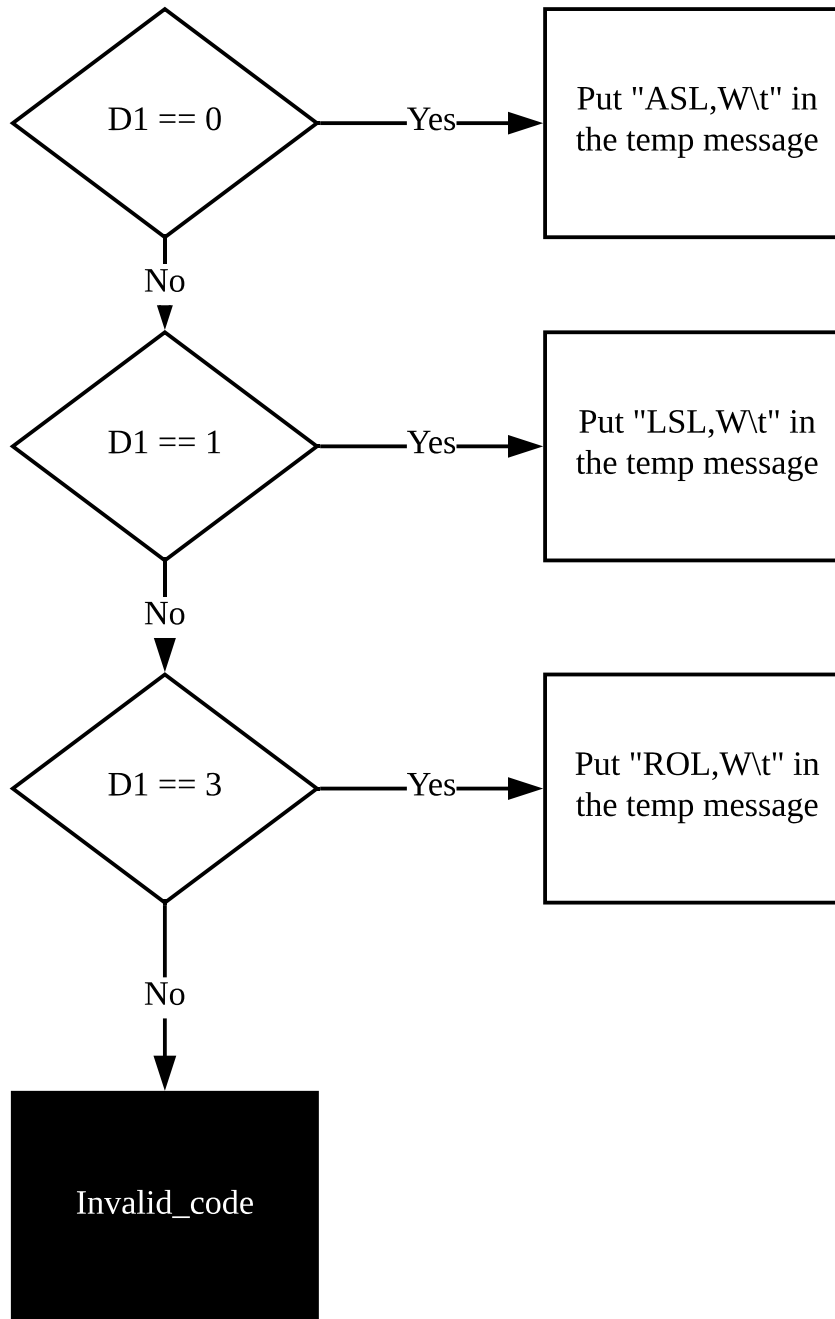 D1 == 0
Yes
Put "ASL,W\t" in
the temp message
No
D1 == 1
Yes
Put "LSL,W\t" in
the temp message
No
D1 == 3
Yes
Put "ROL,W\t" in
the temp message
No
Invalid_code